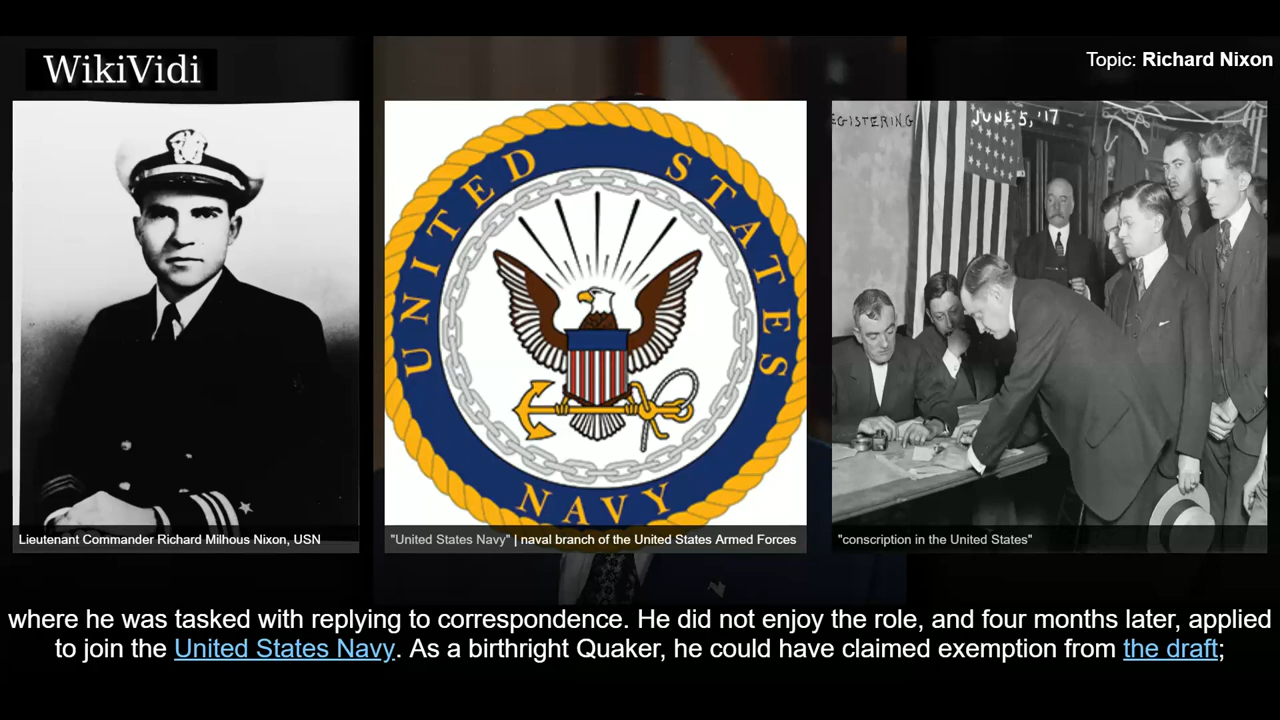 WikiVidi
Topic: Richard Nixon
EGISTERING
JUNE, 5, '17
UNITED STATES
NAVY
Lieutenant Commander Richard Milhous Nixon, USN
"United States Navy" | naval branch of the United States Armed Forces
"conscription in the United States"
where he was tasked with replying to correspondence. He did not enjoy the role, and four months later, applied
to join the United States Navy. As a birthright Quaker, he could have claimed exemption from the draft;